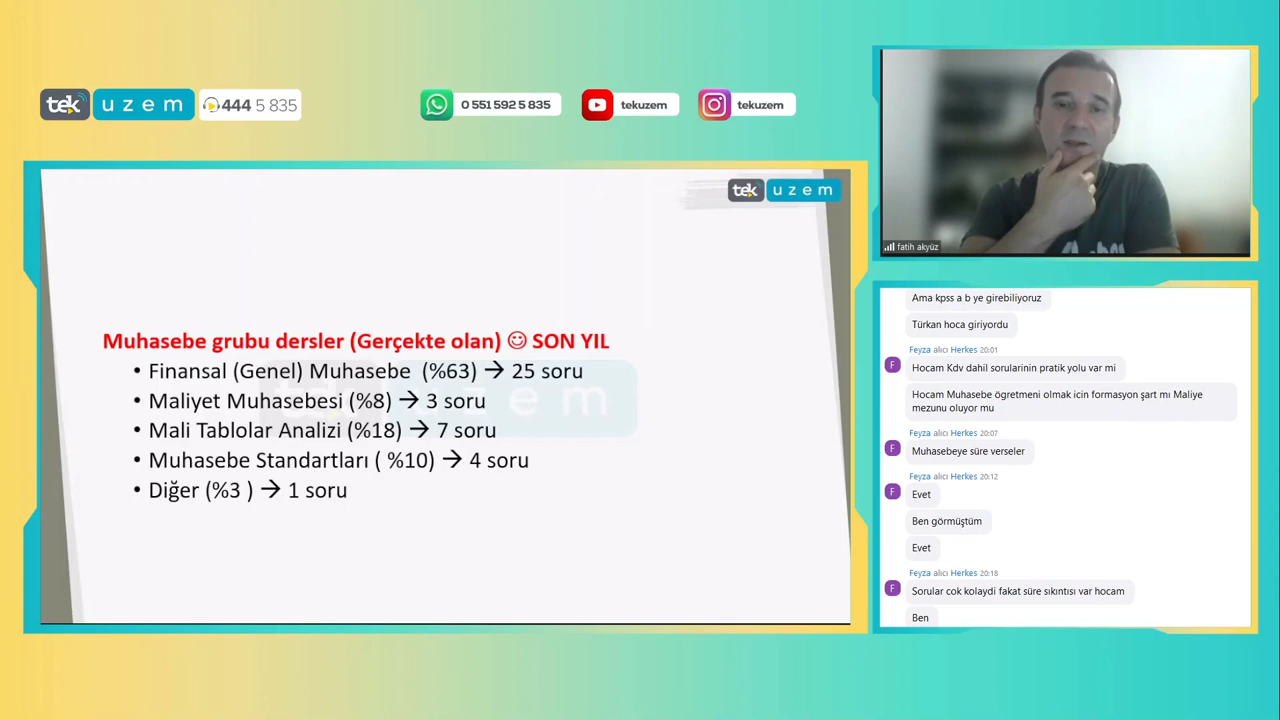 tek uzem
444 5 835
0 551 592 5 835
tekuzem
tekuzem
tek uzem
Muhasebe grubu dersler (Gerçekte olan) ☺ SON YIL
• Finansal (Genel) Muhasebe (%63) → 25 soru
• Maliyet Muhasebesi (%8) → 3 soru
• Mali Tablolar Analizi (%18) → 7 soru
• Muhasebe Standartları ( %10) → 4 soru
• Diğer (%3 ) → 1 soru
tek uzem
fatih akyüz
Ama kpss a b ye girebiliyoruz
Türkan hoca giriyordu
Feyza alıcı Herkes 20:01
F
Hocam Kdv dahil sorularinin pratik yolu var mi
Hocam Muhasebe ögretmeni olmak icin formasyon şart mı Maliye
mezunu oluyor mu
Feyza alıcı Herkes 20:07
F
Muhasebeye süre verseler
Feyza alıcı Herkes 20:12
F
Evet
Ben görmüştüm
Evet
Feyza alıcı Herkes 20:18
F
Sorular cok kolaydi fakat süre sıkıntısı var hocam
Ben